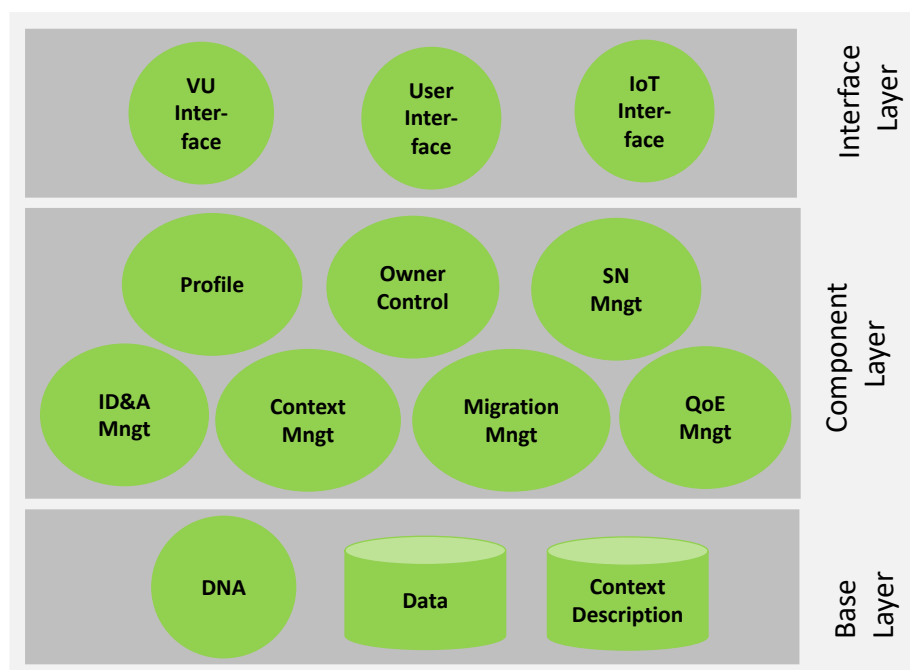 VU
Inter-
face
User
Inter-
face
IoT
Inter-
face
Interface
Layer
Profile
Owner
Control
SN
Mngt
ID&A
Mngt
Context
Mngt
Migration
Mngt
QoE
Mngt
Component
Layer
DNA
Data
Context
Description
Base
Layer